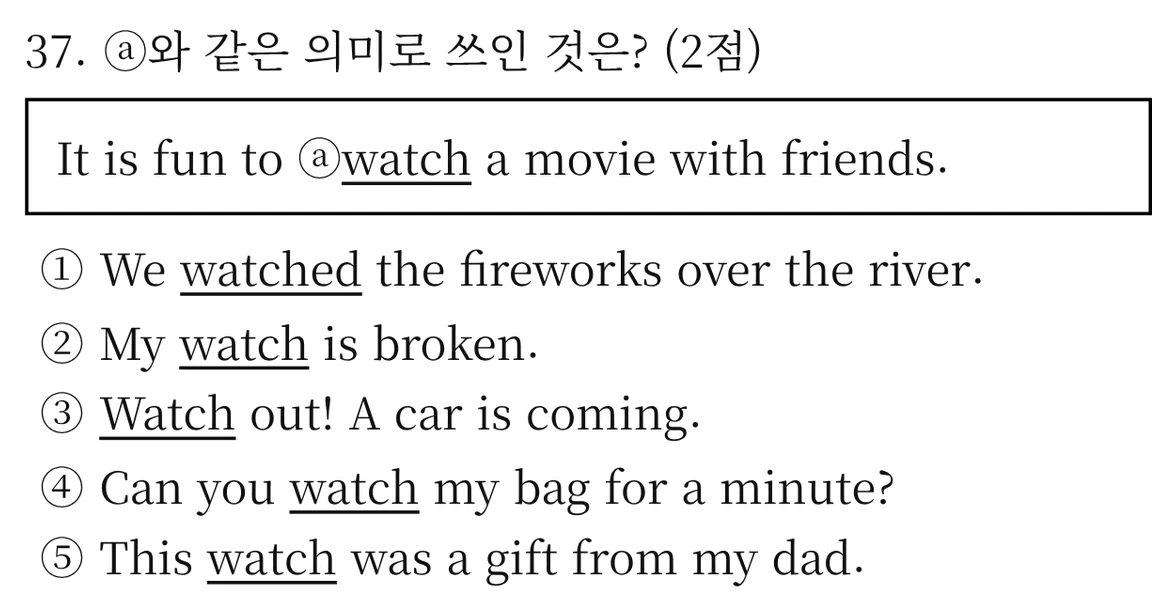 37. ⓐ와 같은 의미로 쓰인 것은? (2점)
It is fun to ⓐwatch a movie with friends.
① We watched the fireworks over the river.
② My watch is broken.
③ Watch out! A car is coming.
④ Can you watch my bag for a minute?
⑤ This watch was a gift from my dad.